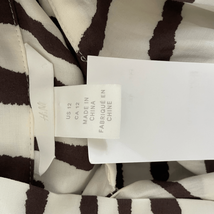 H&M
US 12
CA 12
MADE IN
CHINA
FABRIQUÉ EN
CHINE